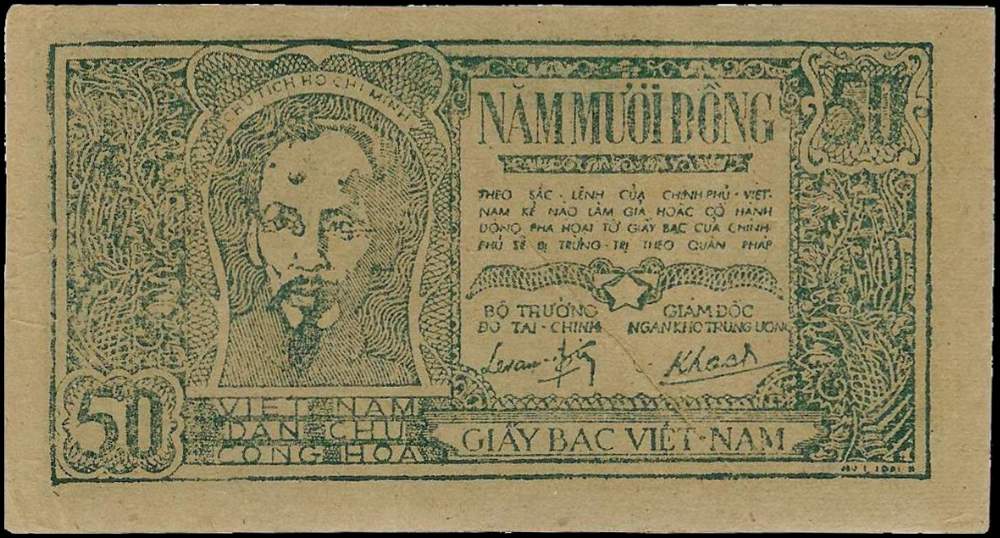 CHỦ TỊCH HỒ CHÍ MINH
NĂM MƯƠI ĐỒNG
50
THEO SẮC - LỆNH CỦA CHÍNH PHỦ - VIỆT-
NAM KẺ NÀO LÀM GIẢ HOẶC CÓ HÀNH
ĐỘNG PHÁ HOẠI TỜ GIẤY BẠC CỦA CHÍNH-
PHỦ SẼ BỊ TRỪNG-TRỊ THEO QUÂN PHÁP
BỘ TRƯỞNG
BỘ TÀI-CHÍNH
GIÁM ĐỐC
NGÂN KHỐ TRUNG ƯƠNG
Khach
50
VIỆT NAM
DÂN CHỦ
CỘNG HÒA
GIẤY BẠC VIỆT-NAM